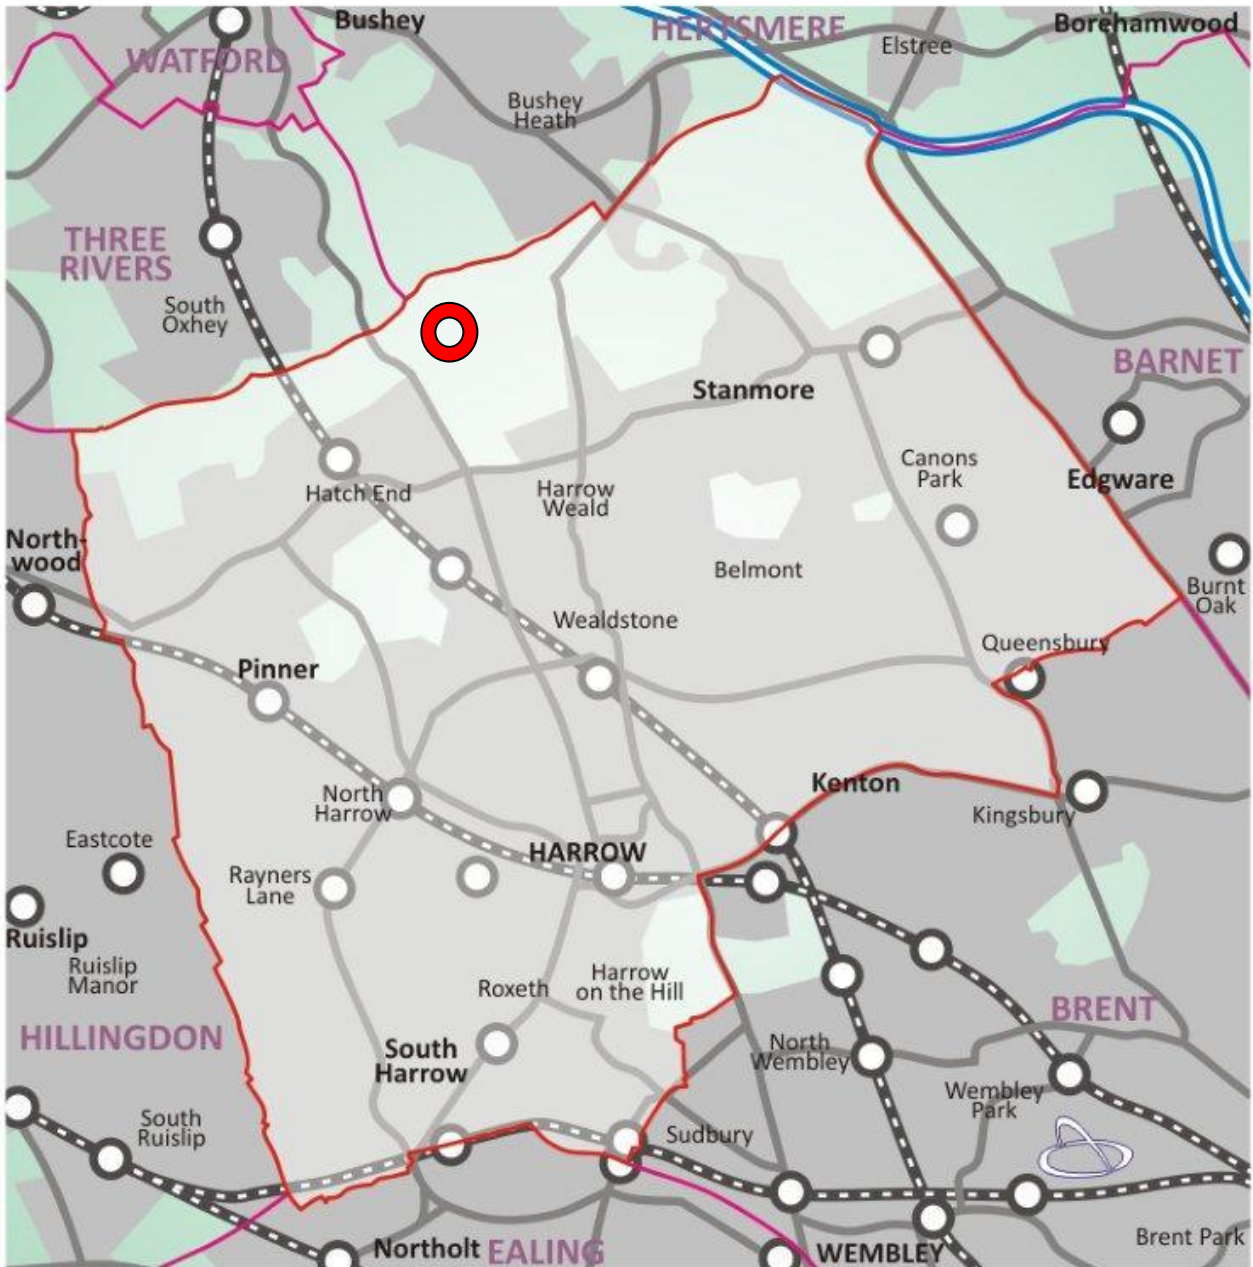 Bushey
HERTSMERE
Borehamwood
Elstree
WATFORD
Bushey
Heath
THREE
RIVERS
South
Oxhey
BARNET
Stanmore
Edgware
Canons
Park
Hatch End
Harrow
Weald
North-
wood
Belmont
Burnt
Oak
Wealdstone
Queensbury
Pinner
Kenton
North
Harrow
Kingsbury
Eastcote
HARROW
Rayners
Lane
Ruislip
Ruislip
Manor
Roxeth
Harrow
on the Hill
BRENT
HILLINGDON
South
Harrow
North
Wembley
Wembley
Park
South
Ruislip
Sudbury
Brent Park
Northolt
EALING
WEMBLEY